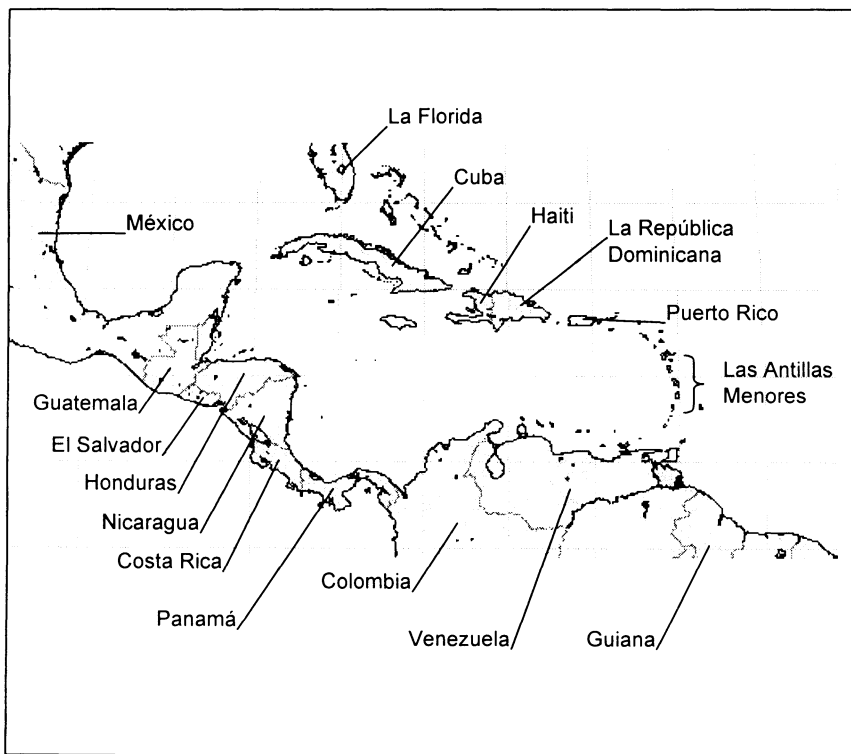 La Florida
Cuba
México
Haiti
La República
Dominicana
Puerto Rico
Las Antillas
Menores
Guatemala
El Salvador
Honduras
Nicaragua
Costa Rica
Colombia
Panamá
Venezuela
Guiana